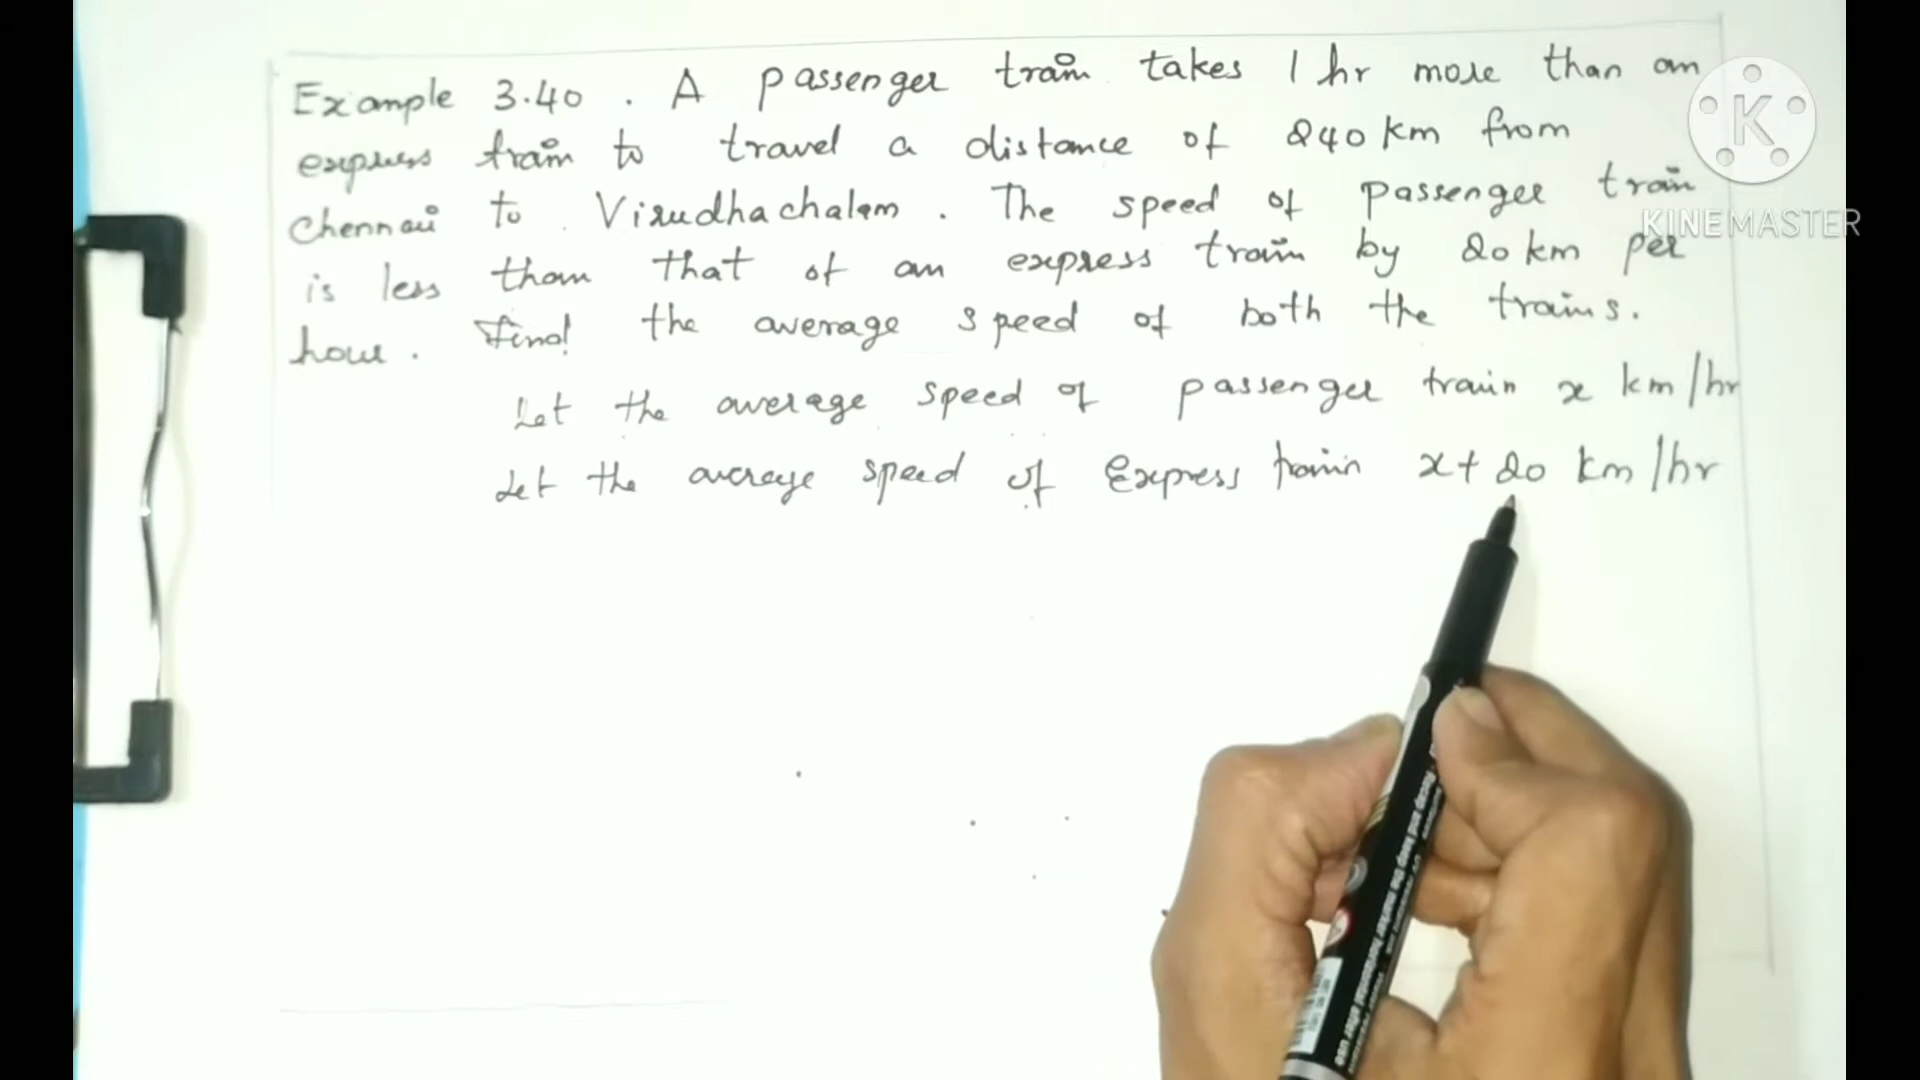 Example 3.40. A passenger train takes 1 hr more than an
express train to travel a distance of 240 km from
Chennai to Virudhachalam. The speed of passenger train
is less than that of an express train by 20 km per
hour. Find the average speed of both the trains.
Let the average speed of passenger train x km/hr
Let the average speed of Express train x + 20 km/hr
K
KINEMASTER